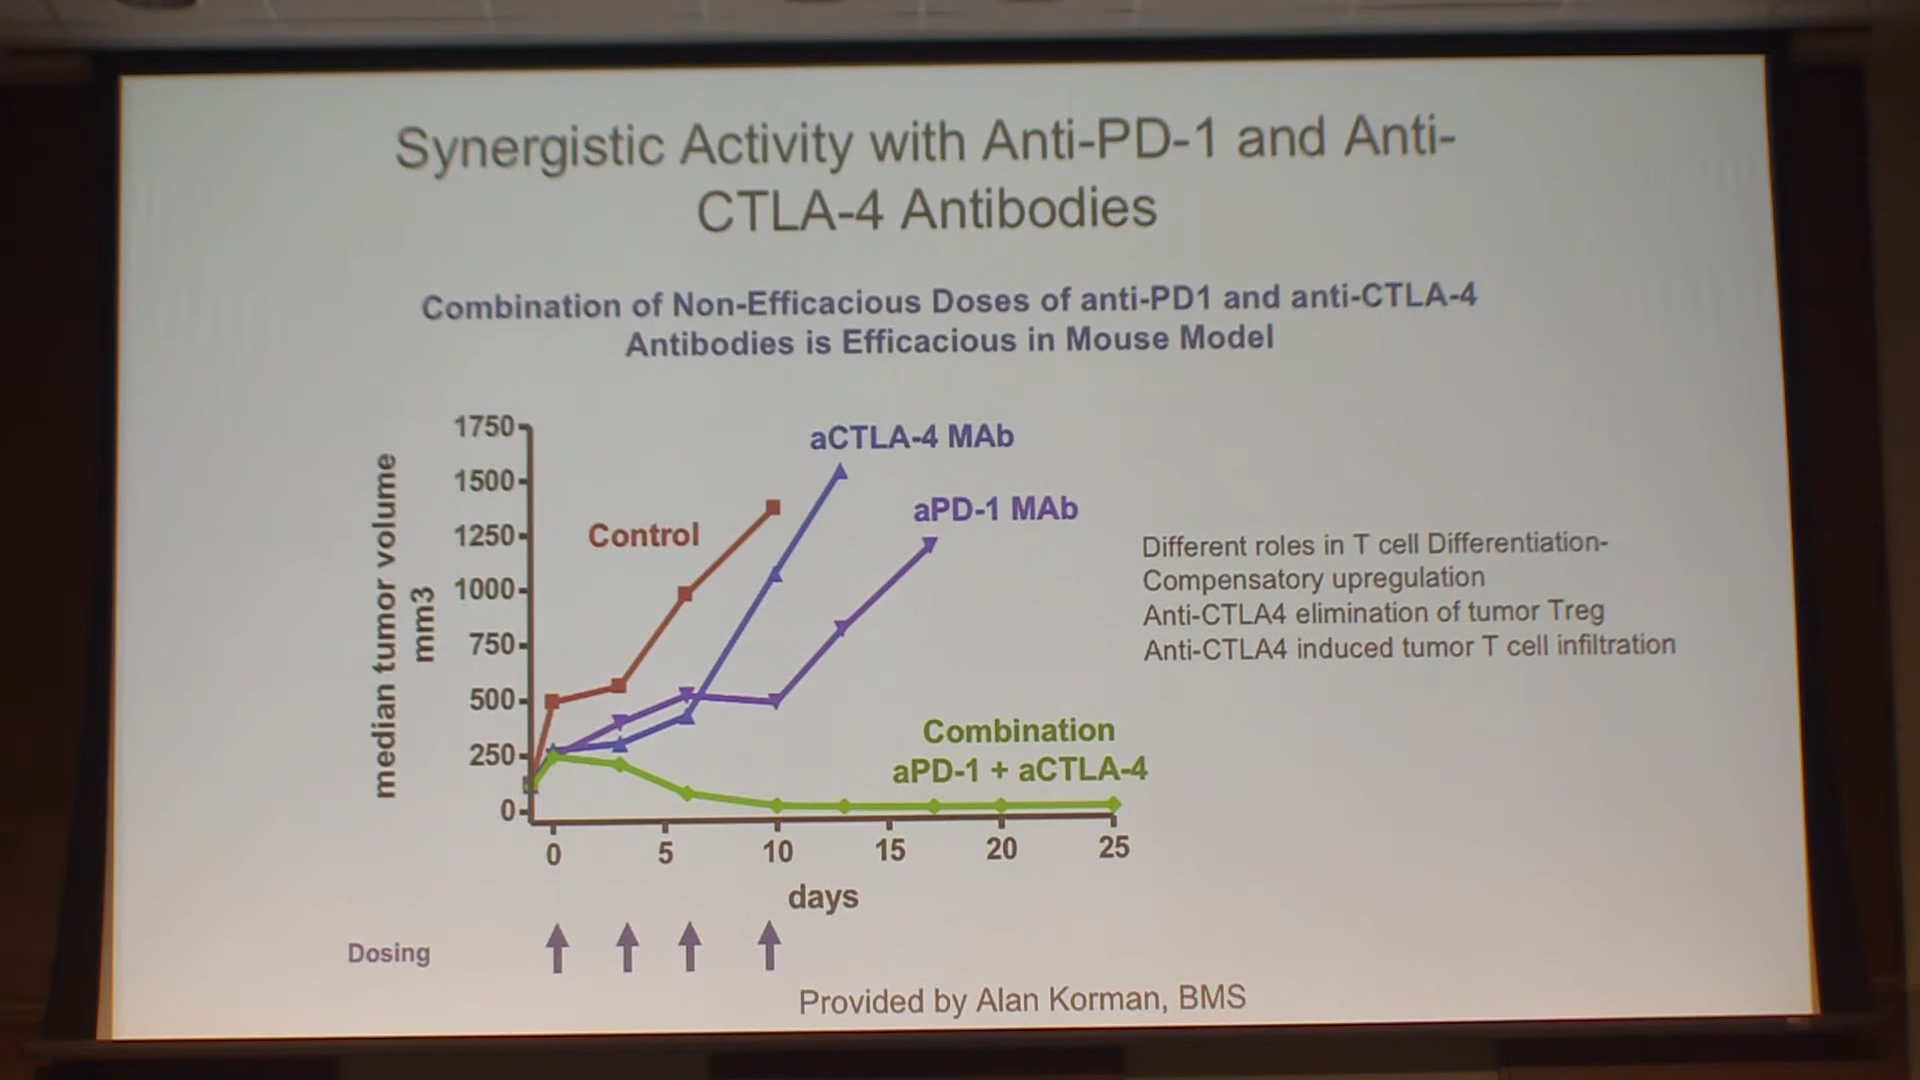 Synergistic Activity with Anti-PD-1 and Anti-
CTLA-4 Antibodies
Combination of Non-Efficacious Doses of anti-PD1 and anti-CTLA-4
Antibodies is Efficacious in Mouse Model
median tumor volume
mm3
1750
1500
1250
1000
750
500
250
0
Control
aCTLA-4 MAb
aPD-1 MAb
Combination
aPD-1 + aCTLA-4
0 5 10 15 20 25
days
Dosing
Different roles in T cell Differentiation-
Compensatory upregulation
Anti-CTLA4 elimination of tumor Treg
Anti-CTLA4 induced tumor T cell infiltration
Provided by Alan Korman, BMS